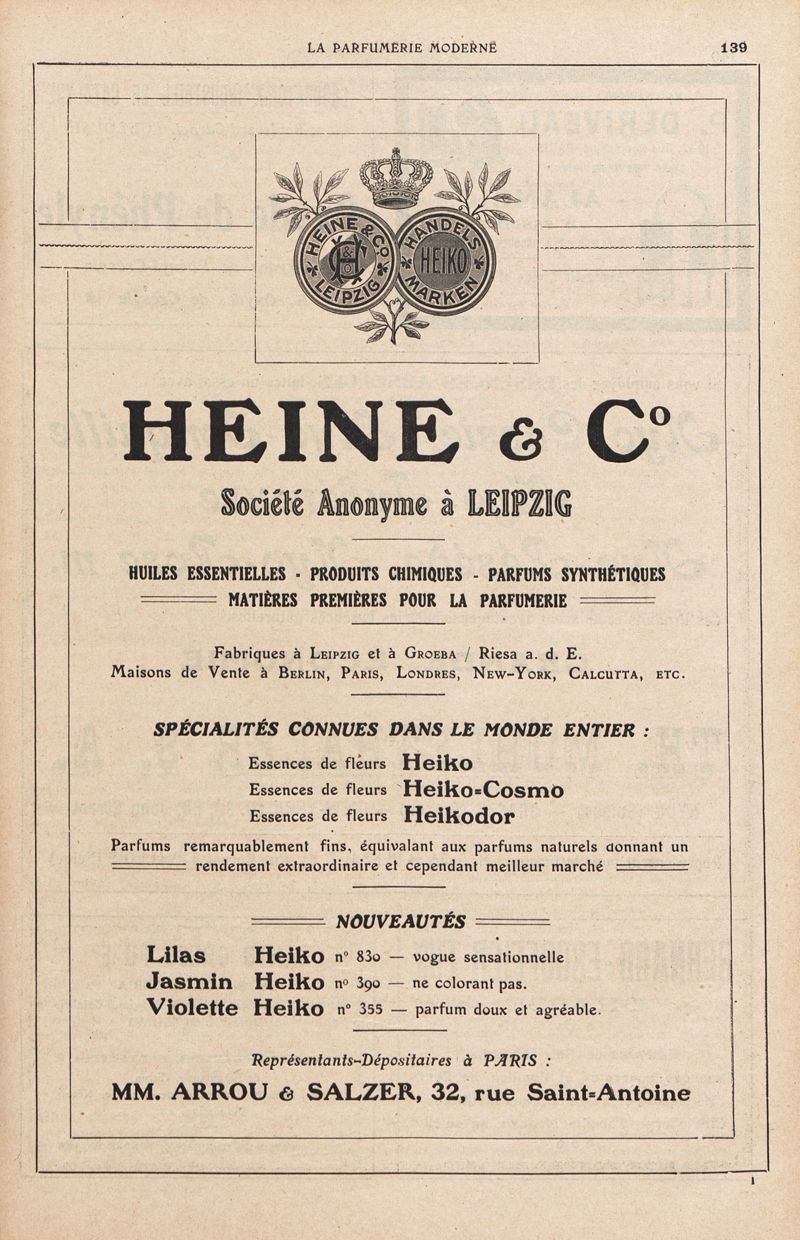 LA PARFUMERIE MODERNE
139
HEINE & Co
LEIPZIG
H & Co
HANDELS
HEIKO
MARKEN
HEINE & Co
Société Anonyme à LEIPZIG
HUILES ESSENTIELLES - PRODUITS CHIMIQUES - PARFUMS SYNTHÉTIQUES
MATIÈRES PREMIÈRES POUR LA PARFUMERIE
Fabriques à LEIPZIG et à GROEBA / Riesa a. d. E.
Maisons de Vente à BERLIN, PARIS, LONDRES, NEW-YORK, CALCUTTA, ETC.
SPÉCIALITÉS CONNUES DANS LE MONDE ENTIER :
Essences de fleurs Heiko
Essences de fleurs Heiko=Cosmo
Essences de fleurs Heikodor
Parfums remarquablement fins, équivalant aux parfums naturels donnant un
rendement extraordinaire et cependant meilleur marché
NOUVEAUTÉS
Lilas Heiko n° 830 — vogue sensationnelle
Jasmin Heiko n° 390 — ne colorant pas.
Violette Heiko n° 355 — parfum doux et agréable.
Représentants-Dépositaires à PARIS :
MM. ARROU & SALZER, 32, rue Saint=Antoine
1